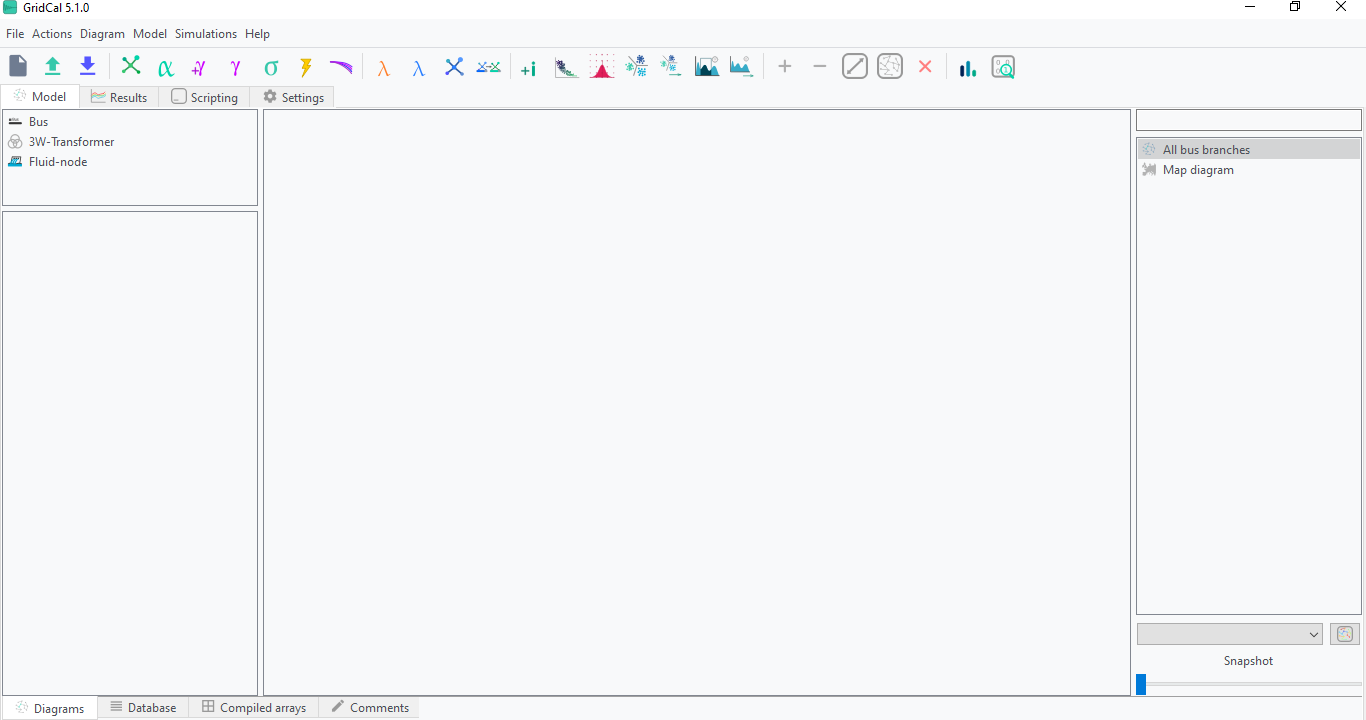 GridCal 5.1.0
File Actions Diagram Model Simulations Help
α +γ γ σ λ λ +i
Model Results Scripting Settings
Bus
3W-Transformer
Fluid-node
All bus branches
Map diagram
Snapshot
Diagrams Database Compiled arrays Comments